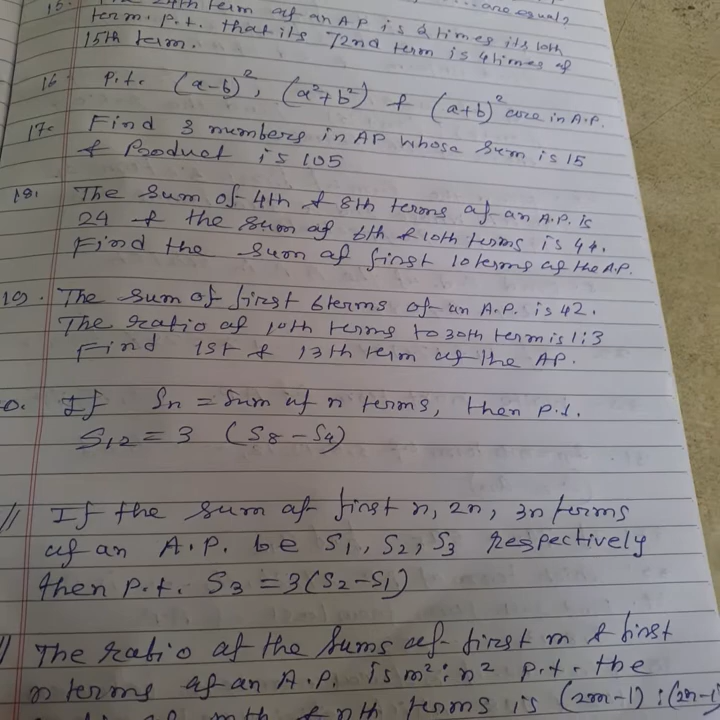 ... are equal?
15. 24th term of an A.P is 2 times its 10th
term. P.t. that its 72nd term is 4 times of
15th term.
16 P.t. (a-b)², (a²+b²) & (a+b)² are in A.P.
17. Find 3 numbers in AP whose sum is 15
& Product is 105
18. The sum of 4th & 8th terms of an A.P. is
24 & the sum of 6th & 10th terms is 44.
Find the sum of first 10 terms of the A.P.
19. The sum of first 6 terms of an A.P. is 42.
The ratio of 10th terms to 30th term is 1:3
Find 1st & 13th term of the AP.
0. If Sn = Sum of n terms, then P.t.
S12 = 3 (S8 - S4)
If the sum of first n, 2n, 3n terms
of an A.P. be S1, S2, S3 respectively
then P.t. S3 = 3(S2-S1)
The ratio of the sums of first m & first
n terms of an A.P. is m²:n² P.t. the
of mth & nth terms is (2m-1):(2n-1)